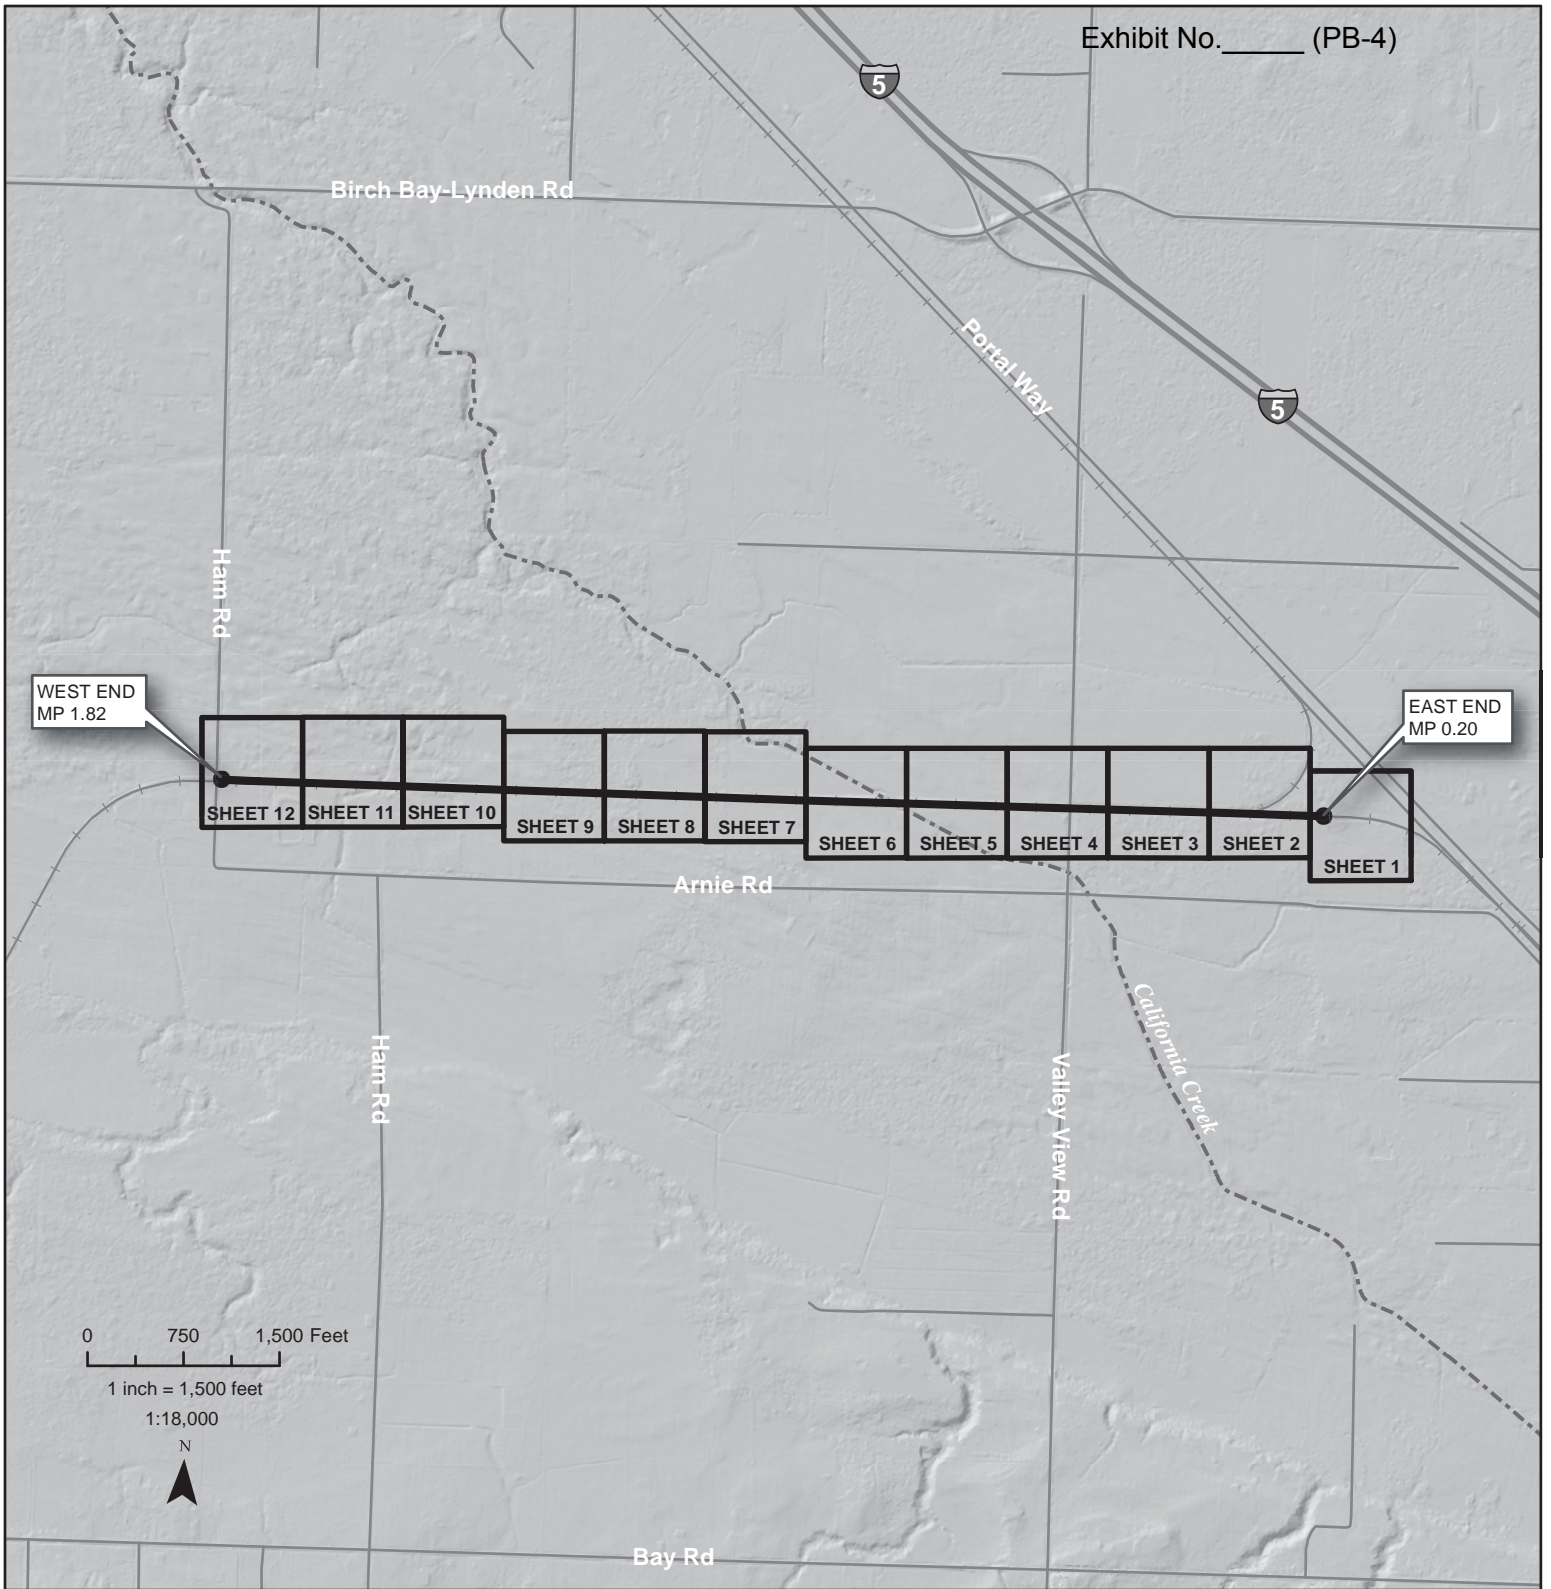 Exhibit No._____ (PB-4)
5
Birch Bay-Lynden Rd
Portal Way
5
Ham Rd
WEST END
MP 1.82
EAST END
MP 0.20
SHEET 12
SHEET 11
SHEET 10
SHEET 9
SHEET 8
SHEET 7
SHEET 6
SHEET 5
SHEET 4
SHEET 3
SHEET 2
SHEET 1
Arnie Rd
California Creek
Ham Rd
Valley View Rd
0 750 1,500 Feet
1 inch = 1,500 feet
1:18,000
N
Bay Rd